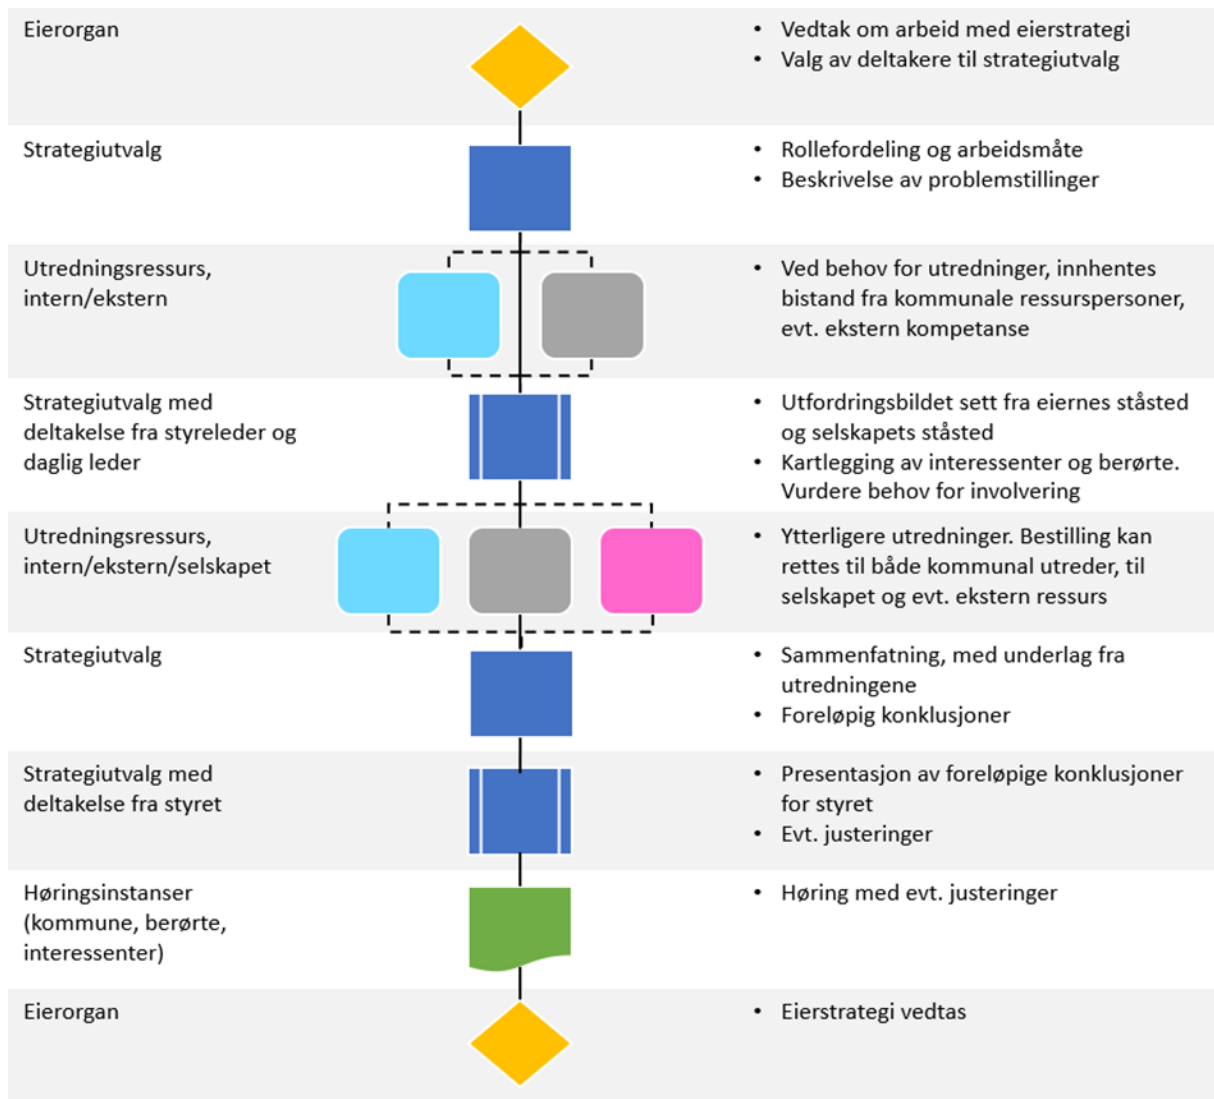 Eierorgan
• Vedtak om arbeid med eierstrategi
• Valg av deltakere til strategiutvalg
Strategiutvalg
• Rollefordeling og arbeidsmåte
• Beskrivelse av problemstillinger
Utredningsressurs,
intern/ekstern
• Ved behov for utredninger, innhentes
bistand fra kommunale ressurspersoner,
evt. ekstern kompetanse
Strategiutvalg med
deltakelse fra styreleder og
daglig leder
• Utfordringsbildet sett fra eiernes ståsted
og selskapets ståsted
• Kartlegging av interessenter og berørte.
Vurdere behov for involvering
Utredningsressurs,
intern/ekstern/selskapet
• Ytterligere utredninger. Bestilling kan
rettes til både kommunal utreder, til
selskapet og evt. ekstern ressurs
Strategiutvalg
• Sammenfatning, med underlag fra
utredningene
• Foreløpig konklusjoner
Strategiutvalg med
deltakelse fra styret
• Presentasjon av foreløpige konklusjoner
for styret
• Evt. justeringer
Høringsinstanser
(kommune, berørte,
interessenter)
• Høring med evt. justeringer
Eierorgan
• Eierstrategi vedtas